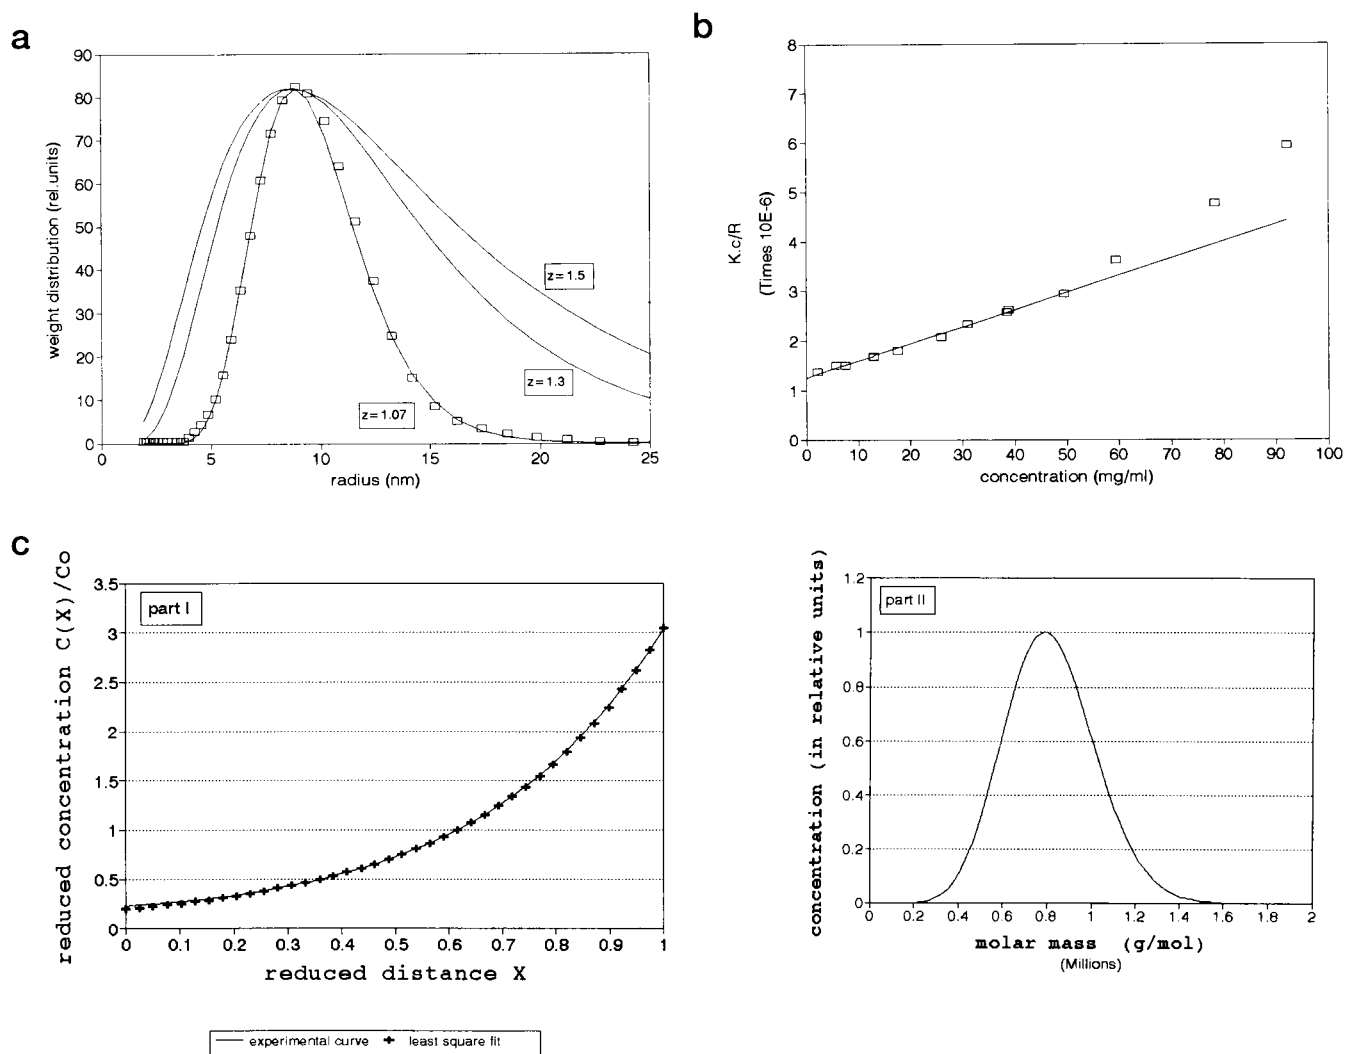 a
90
80
70
60
50
40
30
20
10
0
weight distribution (rel.units)
z=1.5
z=1.3
z=1.07
0 5 10 15 20 25
radius (nm)
b
8
7
6
5
4
3
2
1
0
K.c/R
(Times 10E-6)
0 10 20 30 40 50 60 70 80 90 100
concentration (mg/ml)
c
3.5
3
2.5
2
1.5
1
0.5
0
reduced concentration C(X)/Co
part I
0 0.1 0.2 0.3 0.4 0.5 0.6 0.7 0.8 0.9 1
reduced distance X
experimental curve least square fit
1.2
1
0.8
0.6
0.4
0.2
0
concentration (in relative units)
part II
0 0.2 0.4 0.6 0.8 1 1.2 1.4 1.6 1.8 2
molar mass (g/mol)
(Millions)